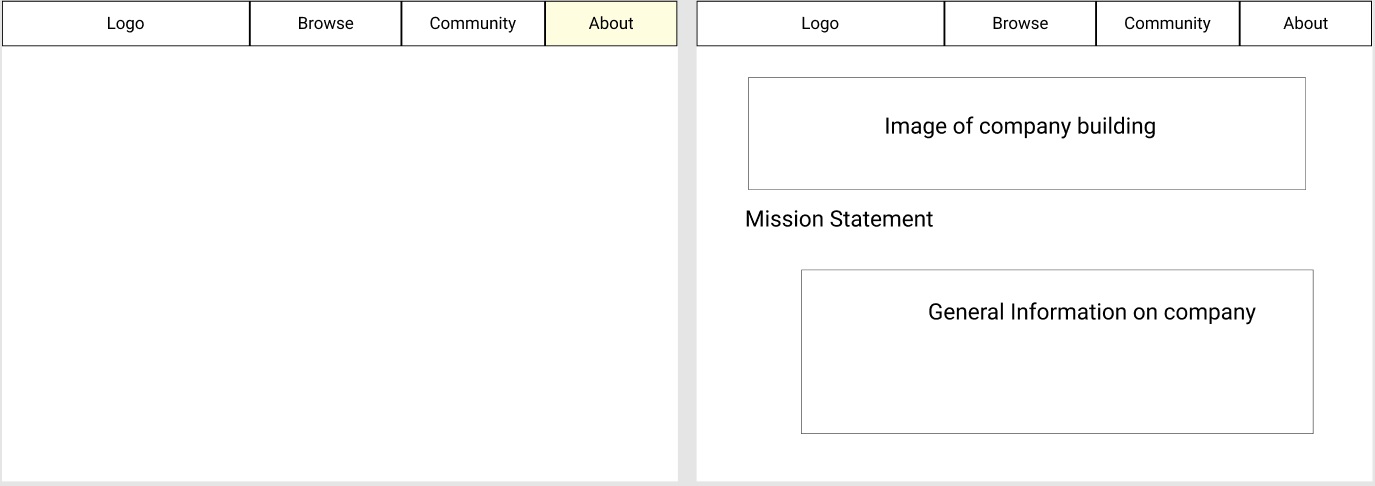 Logo Browse Community About
Logo Browse Community About
Image of company building
Mission Statement
General Information on company